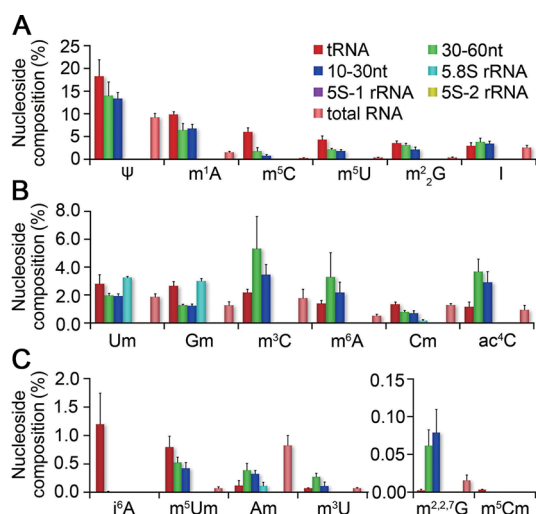 A
Nucleoside composition (%)
25
20
15
10
5
0
tRNA
30-60nt
10-30nt
5.8S rRNA
5S-1 rRNA
5S-2 rRNA
total RNA
Ψ m¹A m⁵C m⁵U m²₂G I
B
Nucleoside composition (%)
8.0
6.0
4.0
2.0
0.0
Um Gm m³C m⁶A Cm ac⁴C
C
Nucleoside composition (%)
2.0
1.5
1.0
0.5
0.0
i⁶A m⁵Um Am m³U
0.15
0.10
0.05
0.00
m²,²,⁷G m⁵Cm